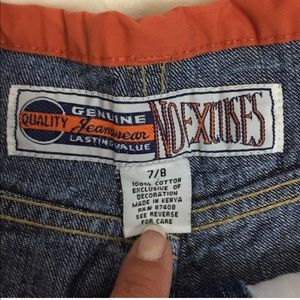 GENUINE
QUALITY Jeanswear NO EXCUSES
LASTING VALUE
7/8
100% COTTON
EXCLUSIVE OF
DECORATION
MADE IN KENYA
RN# 87408
SEE REVERSE
FOR CARE